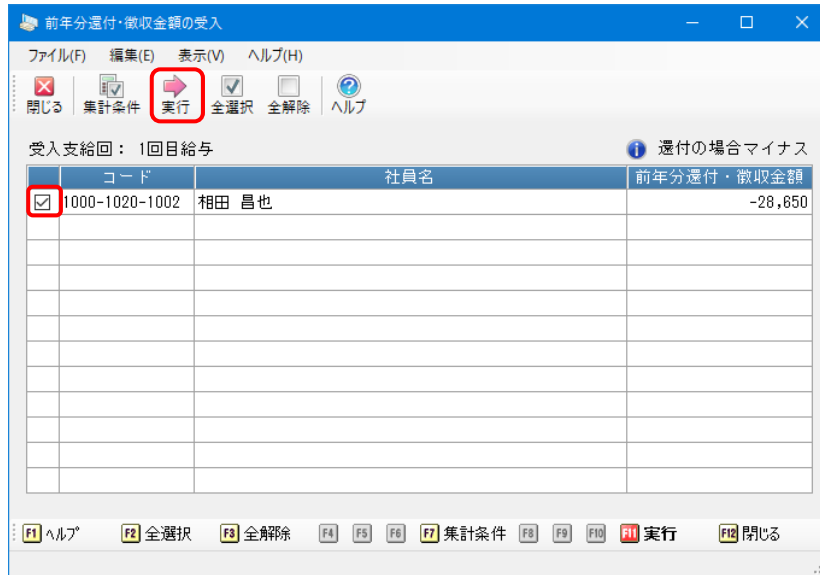 前年分還付・徴収金額の受入
ファイル(F) 編集(E) 表示(V) ヘルプ(H)
閉じる 集計条件 実行 全選択 全解除 ヘルプ
受入支給回： 1回目給与 還付の場合マイナス
コード 社員名 前年分還付・徴収金額
1000-1020-1002 相田 昌也 -28,650
F1 ヘルプ F2 全選択 F3 全解除 F4 F5 F6 F7 集計条件 F8 F9 F10 F11 実行 F12 閉じる